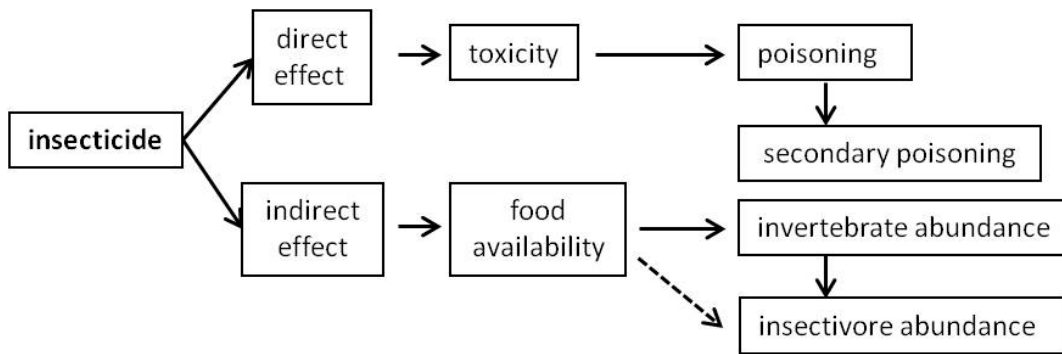 direct
effect
toxicity
poisoning
insecticide
secondary poisoning
indirect
effect
food
availability
invertebrate abundance
insectivore abundance